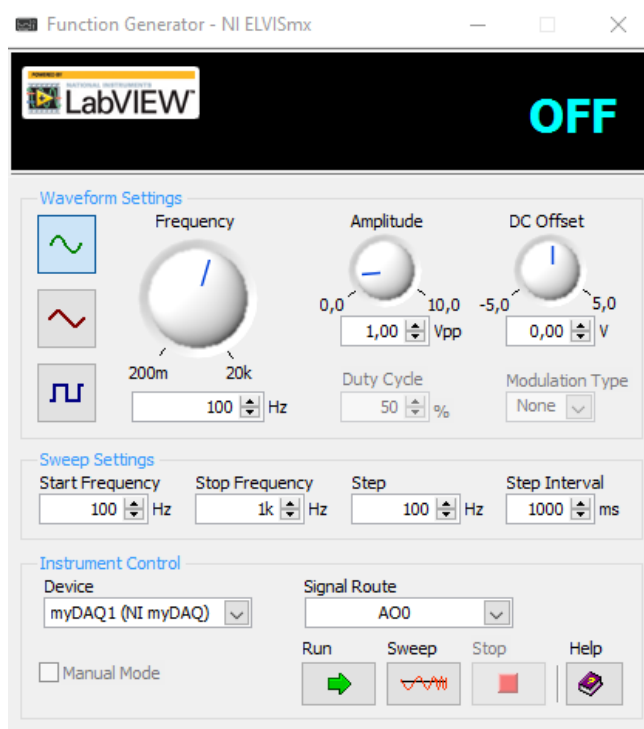 Function Generator - NI ELVISmx
POWERED BY
NATIONAL INSTRUMENTS
LabVIEW™
OFF
Waveform Settings
Frequency
Amplitude
DC Offset
0,0 10,0
-5,0 5,0
1,00 Vpp
0,00 V
200m 20k
Duty Cycle
Modulation Type
100 Hz
50 %
None
Sweep Settings
Start Frequency Stop Frequency Step Step Interval
100 Hz 1k Hz 100 Hz 1000 ms
Instrument Control
Device Signal Route
myDAQ1 (NI myDAQ) AO0
Run Sweep Stop Help
Manual Mode